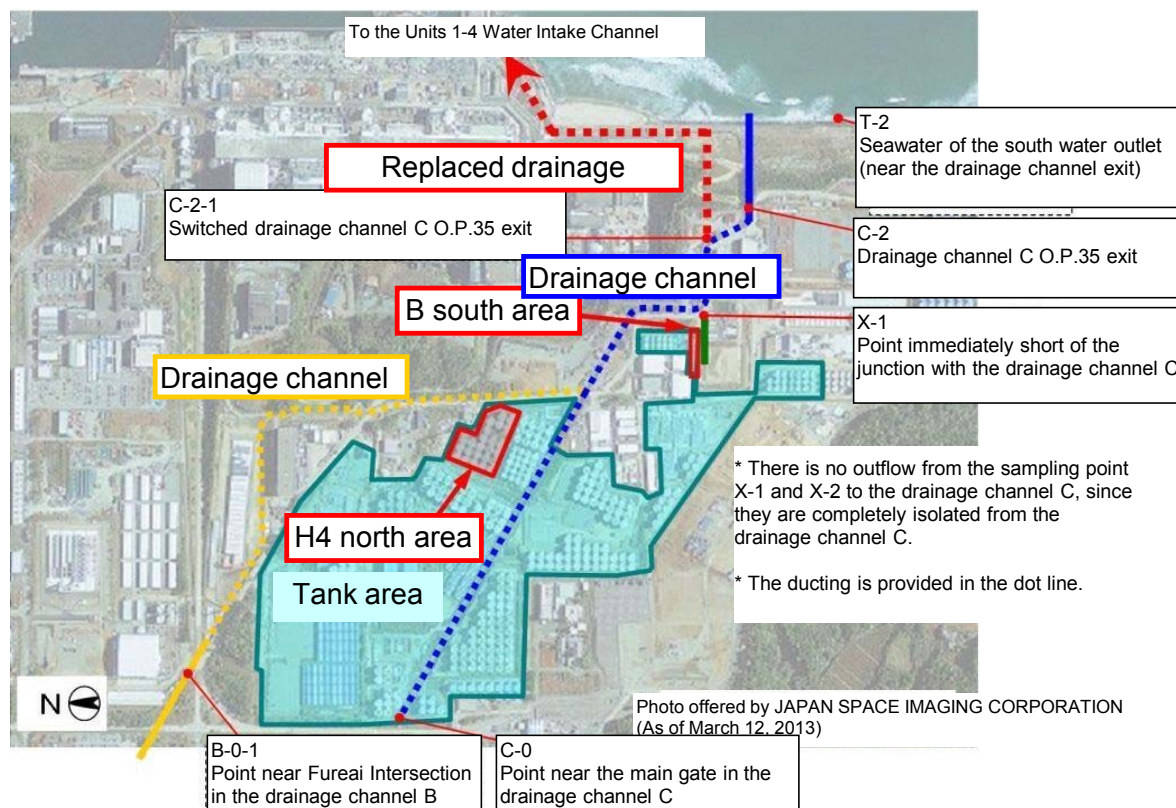 To the Units 1-4 Water Intake Channel
T-2
Seawater of the south water outlet
(near the drainage channel exit)
Replaced drainage
C-2-1
Switched drainage channel C O.P.35 exit
C-2
Drainage channel C O.P.35 exit
Drainage channel
B south area
X-1
Point immediately short of the
junction with the drainage channel C
Drainage channel
* There is no outflow from the sampling point
X-1 and X-2 to the drainage channel C, since
they are completely isolated from the
drainage channel C.
H4 north area
* The ducting is provided in the dot line.
Tank area
N
Photo offered by JAPAN SPACE IMAGING CORPORATION
(As of March 12, 2013)
B-0-1
Point near Fureai Intersection
in the drainage channel B
C-0
Point near the main gate in the
drainage channel C